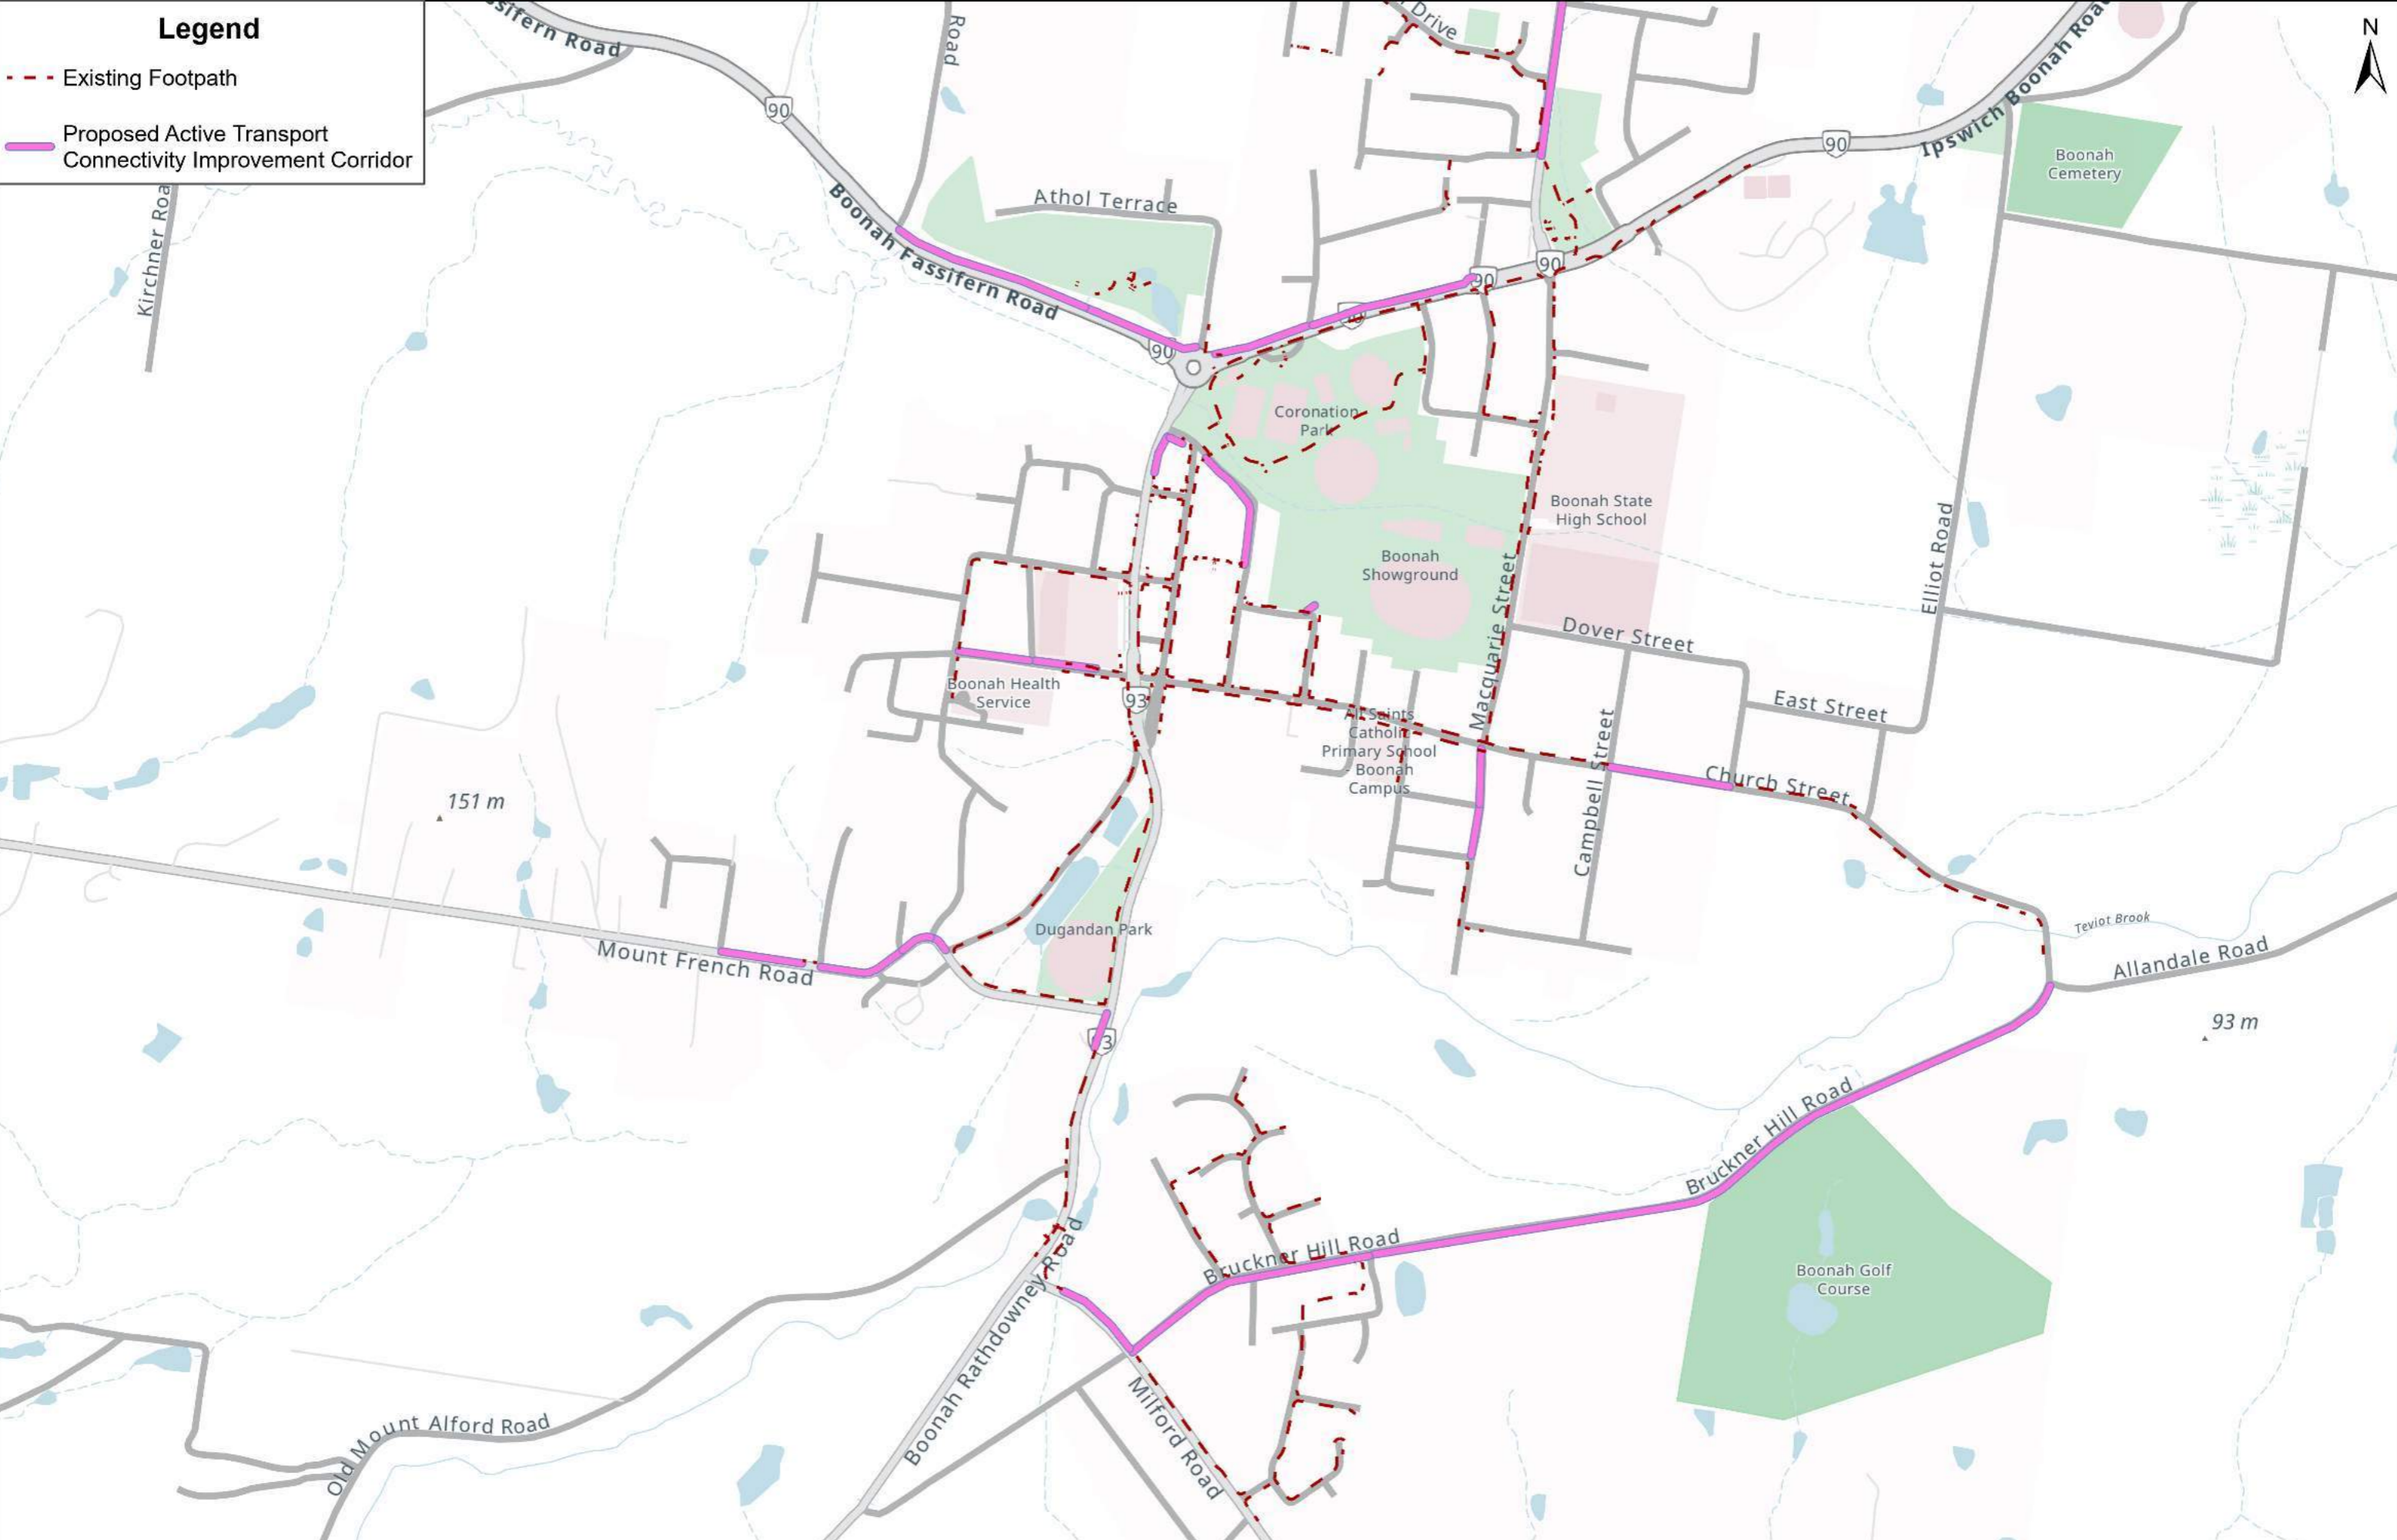 Legend
Existing Footpath
Proposed Active Transport
Connectivity Improvement Corridor
N
Drive
Road
90
Boonah Fassifern Road
Ipswich Boonah Road
90
Boonah
Cemetery
Kirchner
Athol Terrace
90
90
90
Coronation
Park
Boonah State
High School
Boonah
Showground
Macquarie Street
Elliot Road
Dover Street
East Street
Boonah Health
Service
93
All Saints
Catholic
Primary School
- Boonah
Campus
Campbell Street
Church Street
151 m
Dugandan Park
Mount French Road
Teviot Brook
Allandale Road
93 m
Bruckner Hill Road
Bruckner Hill Road
Boonah Golf
Course
Boonah Rathdowney Road
Milford Road
Old Mount Alford Road